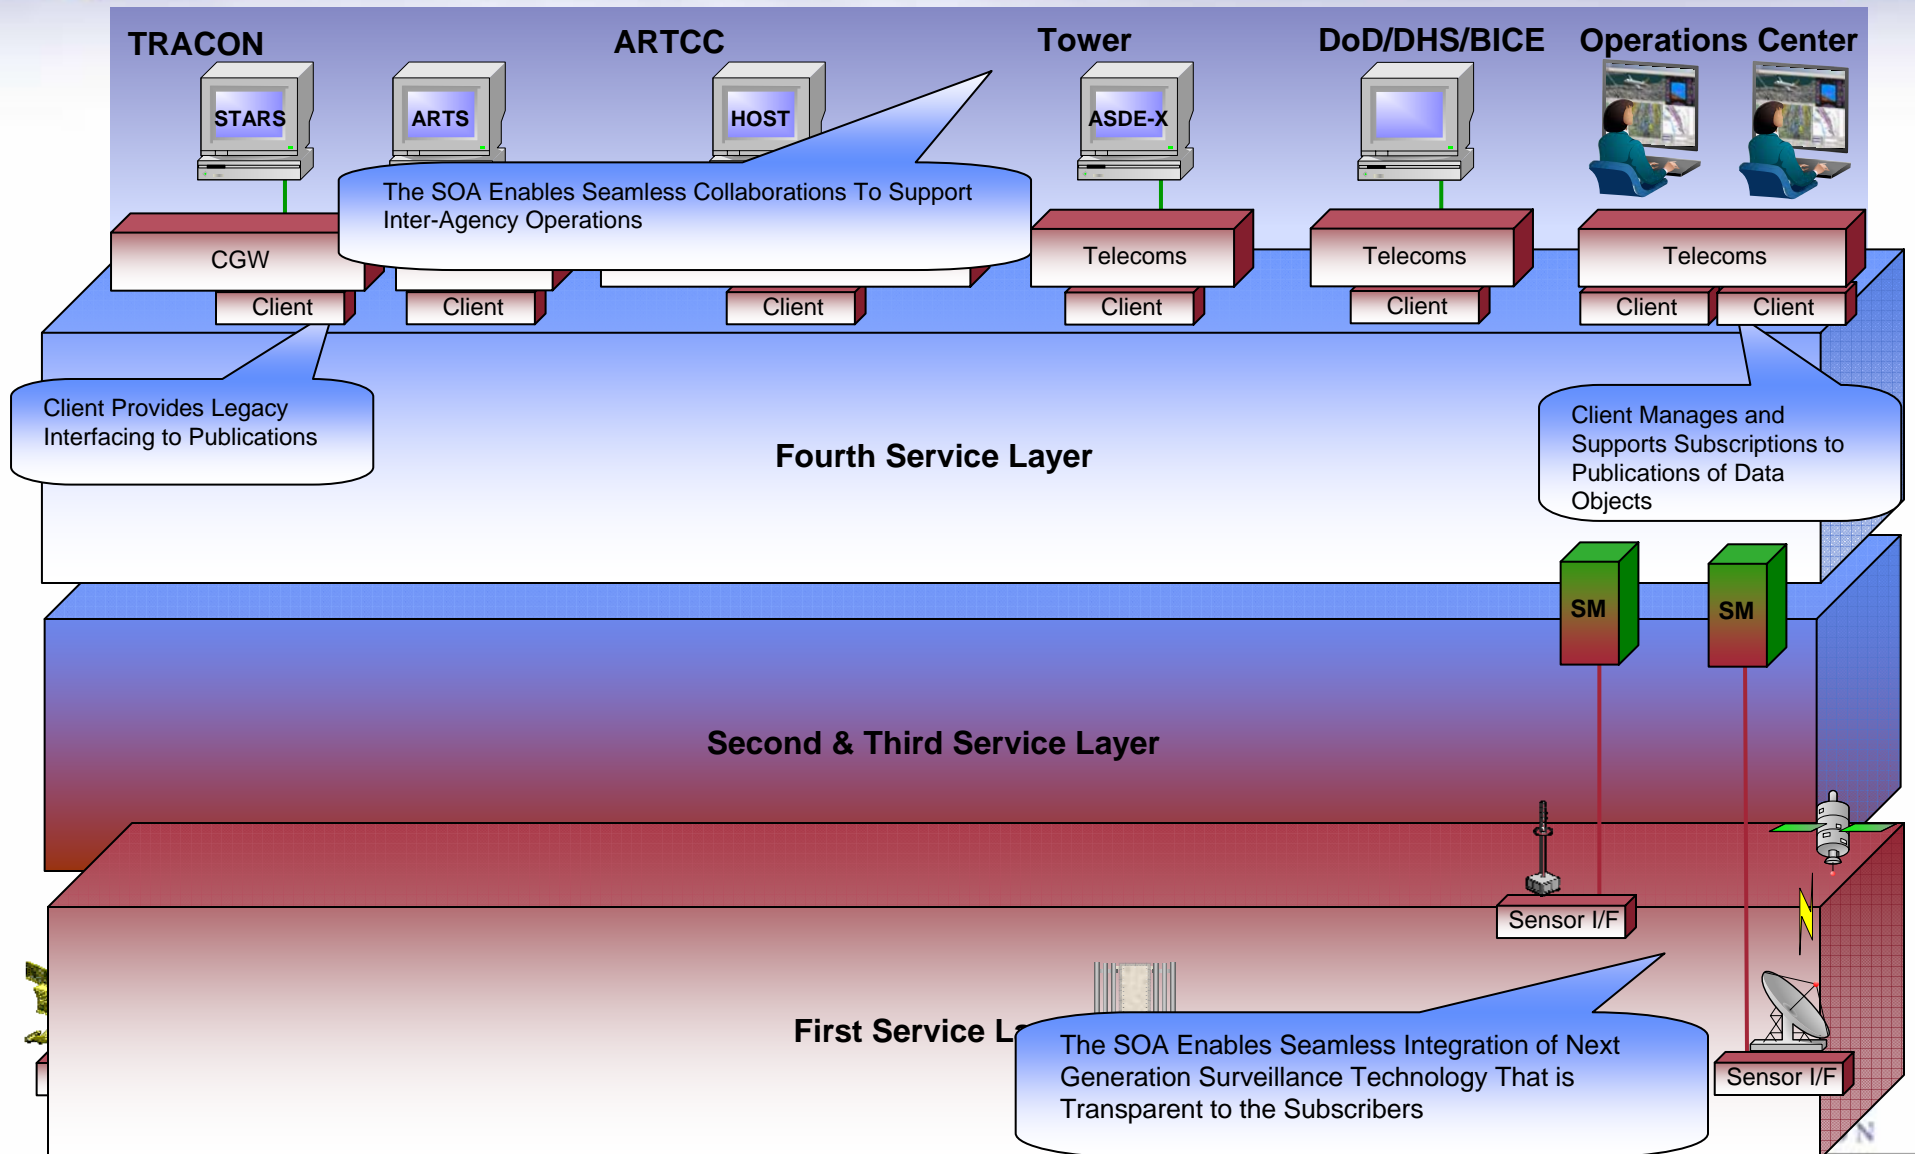 TRACON
ARTCC
Tower
DoD/DHS/BICE
Operations Center
STARS
ARTS
HOST
ASDE-X
The SOA Enables Seamless Collaborations To Support
Inter-Agency Operations
CGW
Telecoms
Telecoms
Telecoms
Client
Client
Client
Client
Client
Client
Client
Client Provides Legacy
Interfacing to Publications
Client Manages and
Supports Subscriptions to
Publications of Data
Objects
Fourth Service Layer
SM
SM
Second & Third Service Layer
Sensor I/F
First Service
The SOA Enables Seamless Integration of Next
Generation Surveillance Technology That is
Transparent to the Subscribers
Sensor I/F